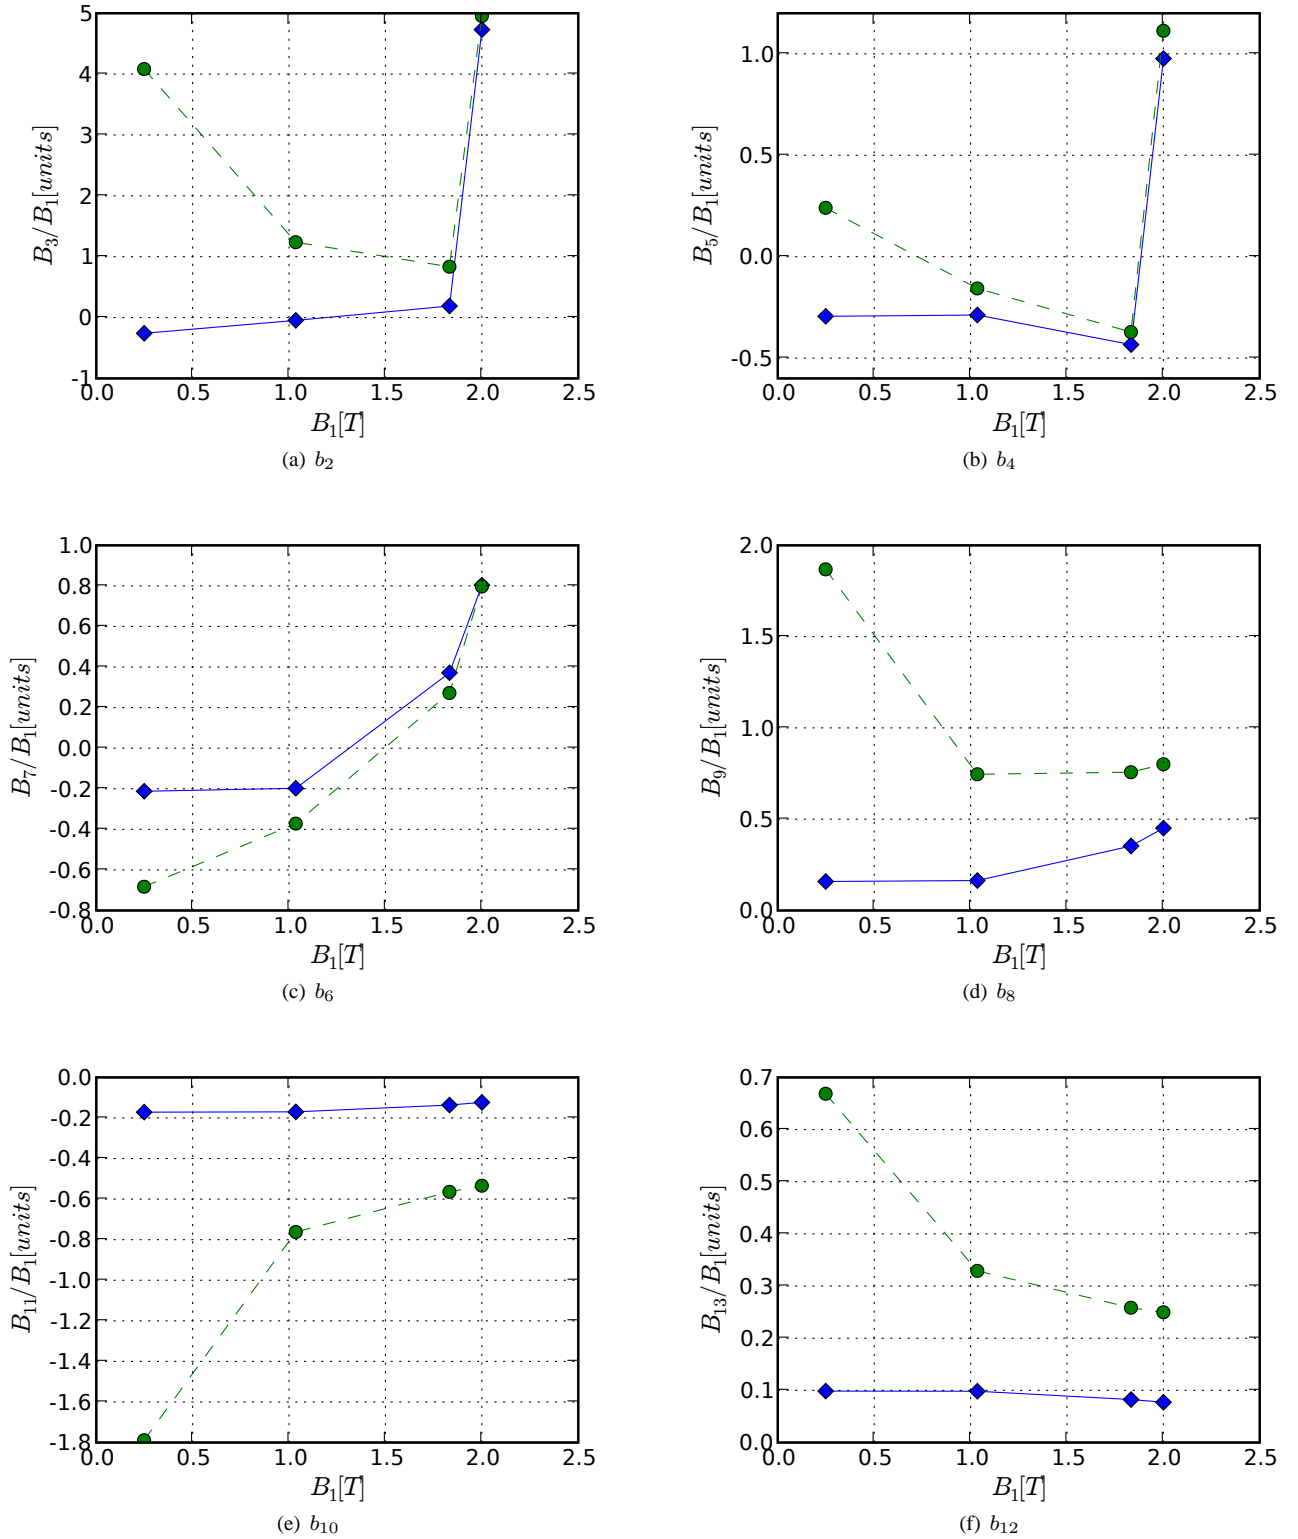 5
4
3
2
1
0
-1
B3/B1[units]
0.0 0.5 1.0 1.5 2.0 2.5
B1[T]
(a) b2
1.0
0.5
0.0
-0.5
B5/B1[units]
0.0 0.5 1.0 1.5 2.0 2.5
B1[T]
(b) b4
1.0
0.8
0.6
0.4
0.2
0.0
-0.2
-0.4
-0.6
-0.8
B7/B1[units]
0.0 0.5 1.0 1.5 2.0 2.5
B1[T]
(c) b6
2.0
1.5
1.0
0.5
0.0
B9/B1[units]
0.0 0.5 1.0 1.5 2.0 2.5
B1[T]
(d) b8
0.0
-0.2
-0.4
-0.6
-0.8
-1.0
-1.2
-1.4
-1.6
-1.8
B11/B1[units]
0.0 0.5 1.0 1.5 2.0 2.5
B1[T]
(e) b10
0.7
0.6
0.5
0.4
0.3
0.2
0.1
0.0
B13/B1[units]
0.0 0.5 1.0 1.5 2.0 2.5
B1[T]
(f) b12